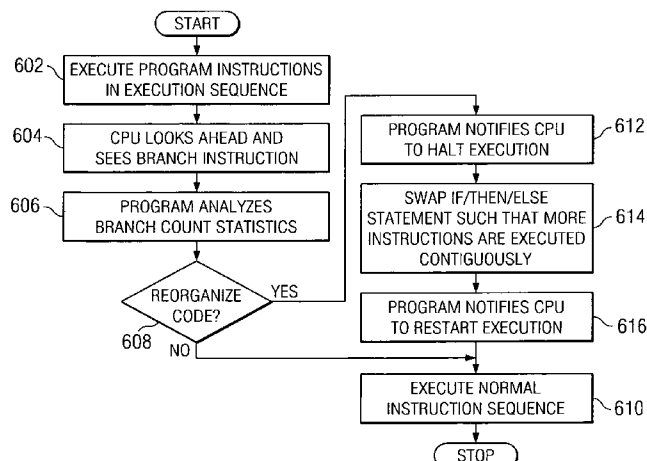 START
602
EXECUTE PROGRAM INSTRUCTIONS
IN EXECUTION SEQUENCE
604
CPU LOOKS AHEAD AND
SEES BRANCH INSTRUCTION
606
PROGRAM ANALYZES
BRANCH COUNT STATISTICS
REORGANIZE
CODE?
608
YES
NO
PROGRAM NOTIFIES CPU
TO HALT EXECUTION
612
SWAP IF/THEN/ELSE
STATEMENT SUCH THAT MORE
INSTRUCTIONS ARE EXECUTED
CONTIGUOUSLY
614
PROGRAM NOTIFIES CPU
TO RESTART EXECUTION
616
EXECUTE NORMAL
INSTRUCTION SEQUENCE
610
STOP